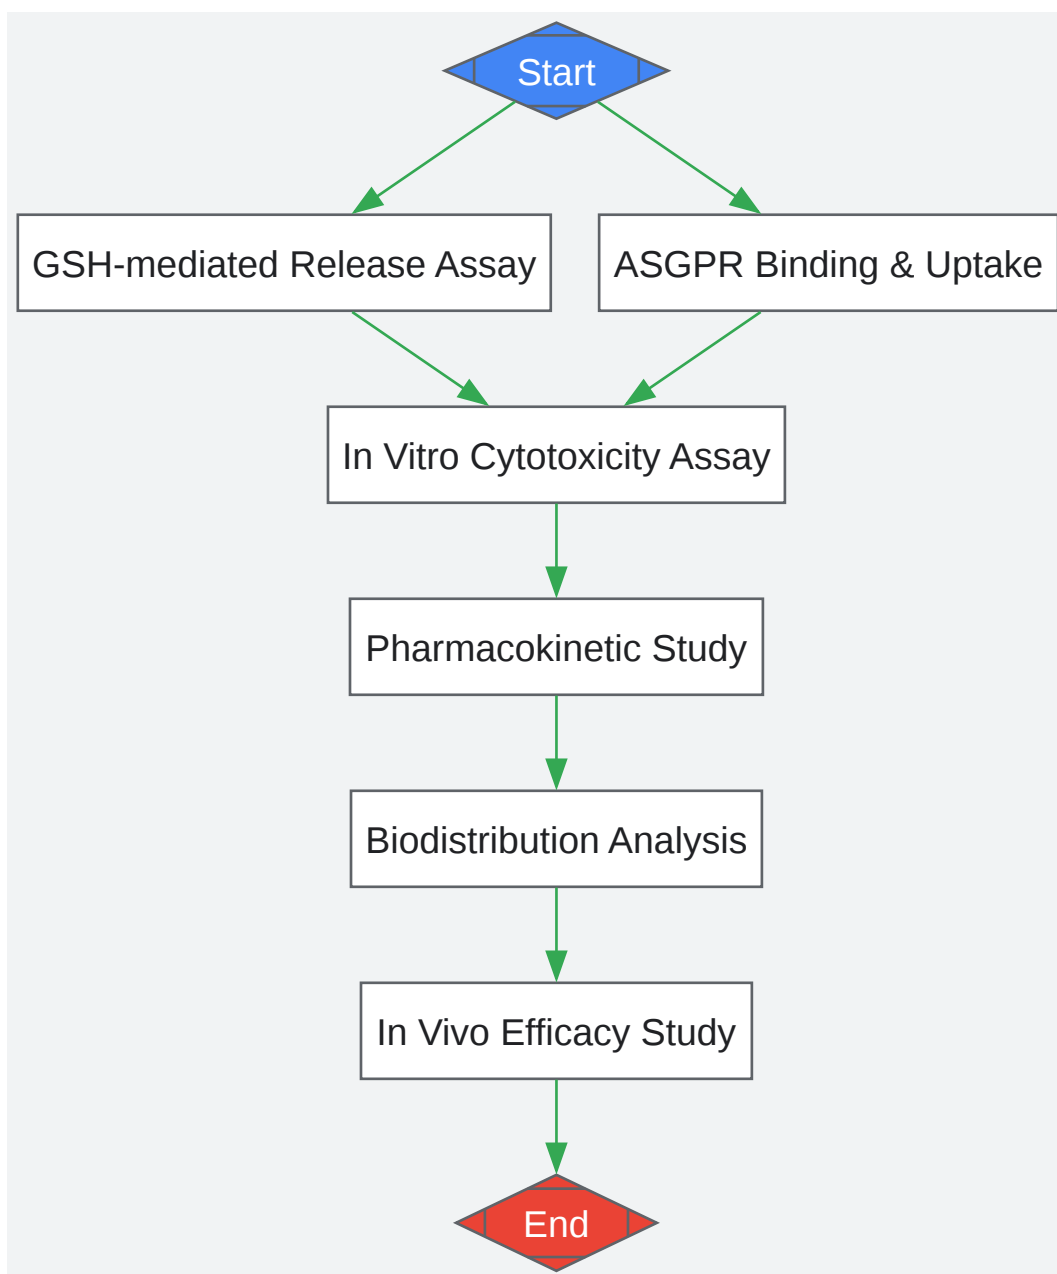 Start
GSH-mediated Release Assay
ASGPR Binding & Uptake
In Vitro Cytotoxicity Assay
Pharmacokinetic Study
Biodistribution Analysis
In Vivo Efficacy Study
End